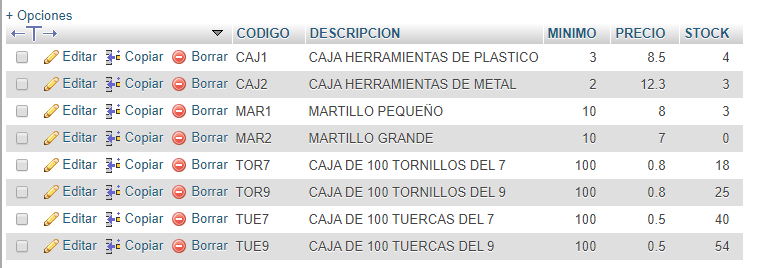 + Opciones
CODIGO DESCRIPCION MINIMO PRECIO STOCK
Editar Copiar Borrar CAJ1 CAJA HERRAMIENTAS DE PLASTICO 3 8.5 4
Editar Copiar Borrar CAJ2 CAJA HERRAMIENTAS DE METAL 2 12.3 3
Editar Copiar Borrar MAR1 MARTILLO PEQUEÑO 10 8 3
Editar Copiar Borrar MAR2 MARTILLO GRANDE 10 7 0
Editar Copiar Borrar TOR7 CAJA DE 100 TORNILLOS DEL 7 100 0.8 18
Editar Copiar Borrar TOR9 CAJA DE 100 TORNILLOS DEL 9 100 0.8 25
Editar Copiar Borrar TUE7 CAJA DE 100 TUERCAS DEL 7 100 0.5 40
Editar Copiar Borrar TUE9 CAJA DE 100 TUERCAS DEL 9 100 0.5 54